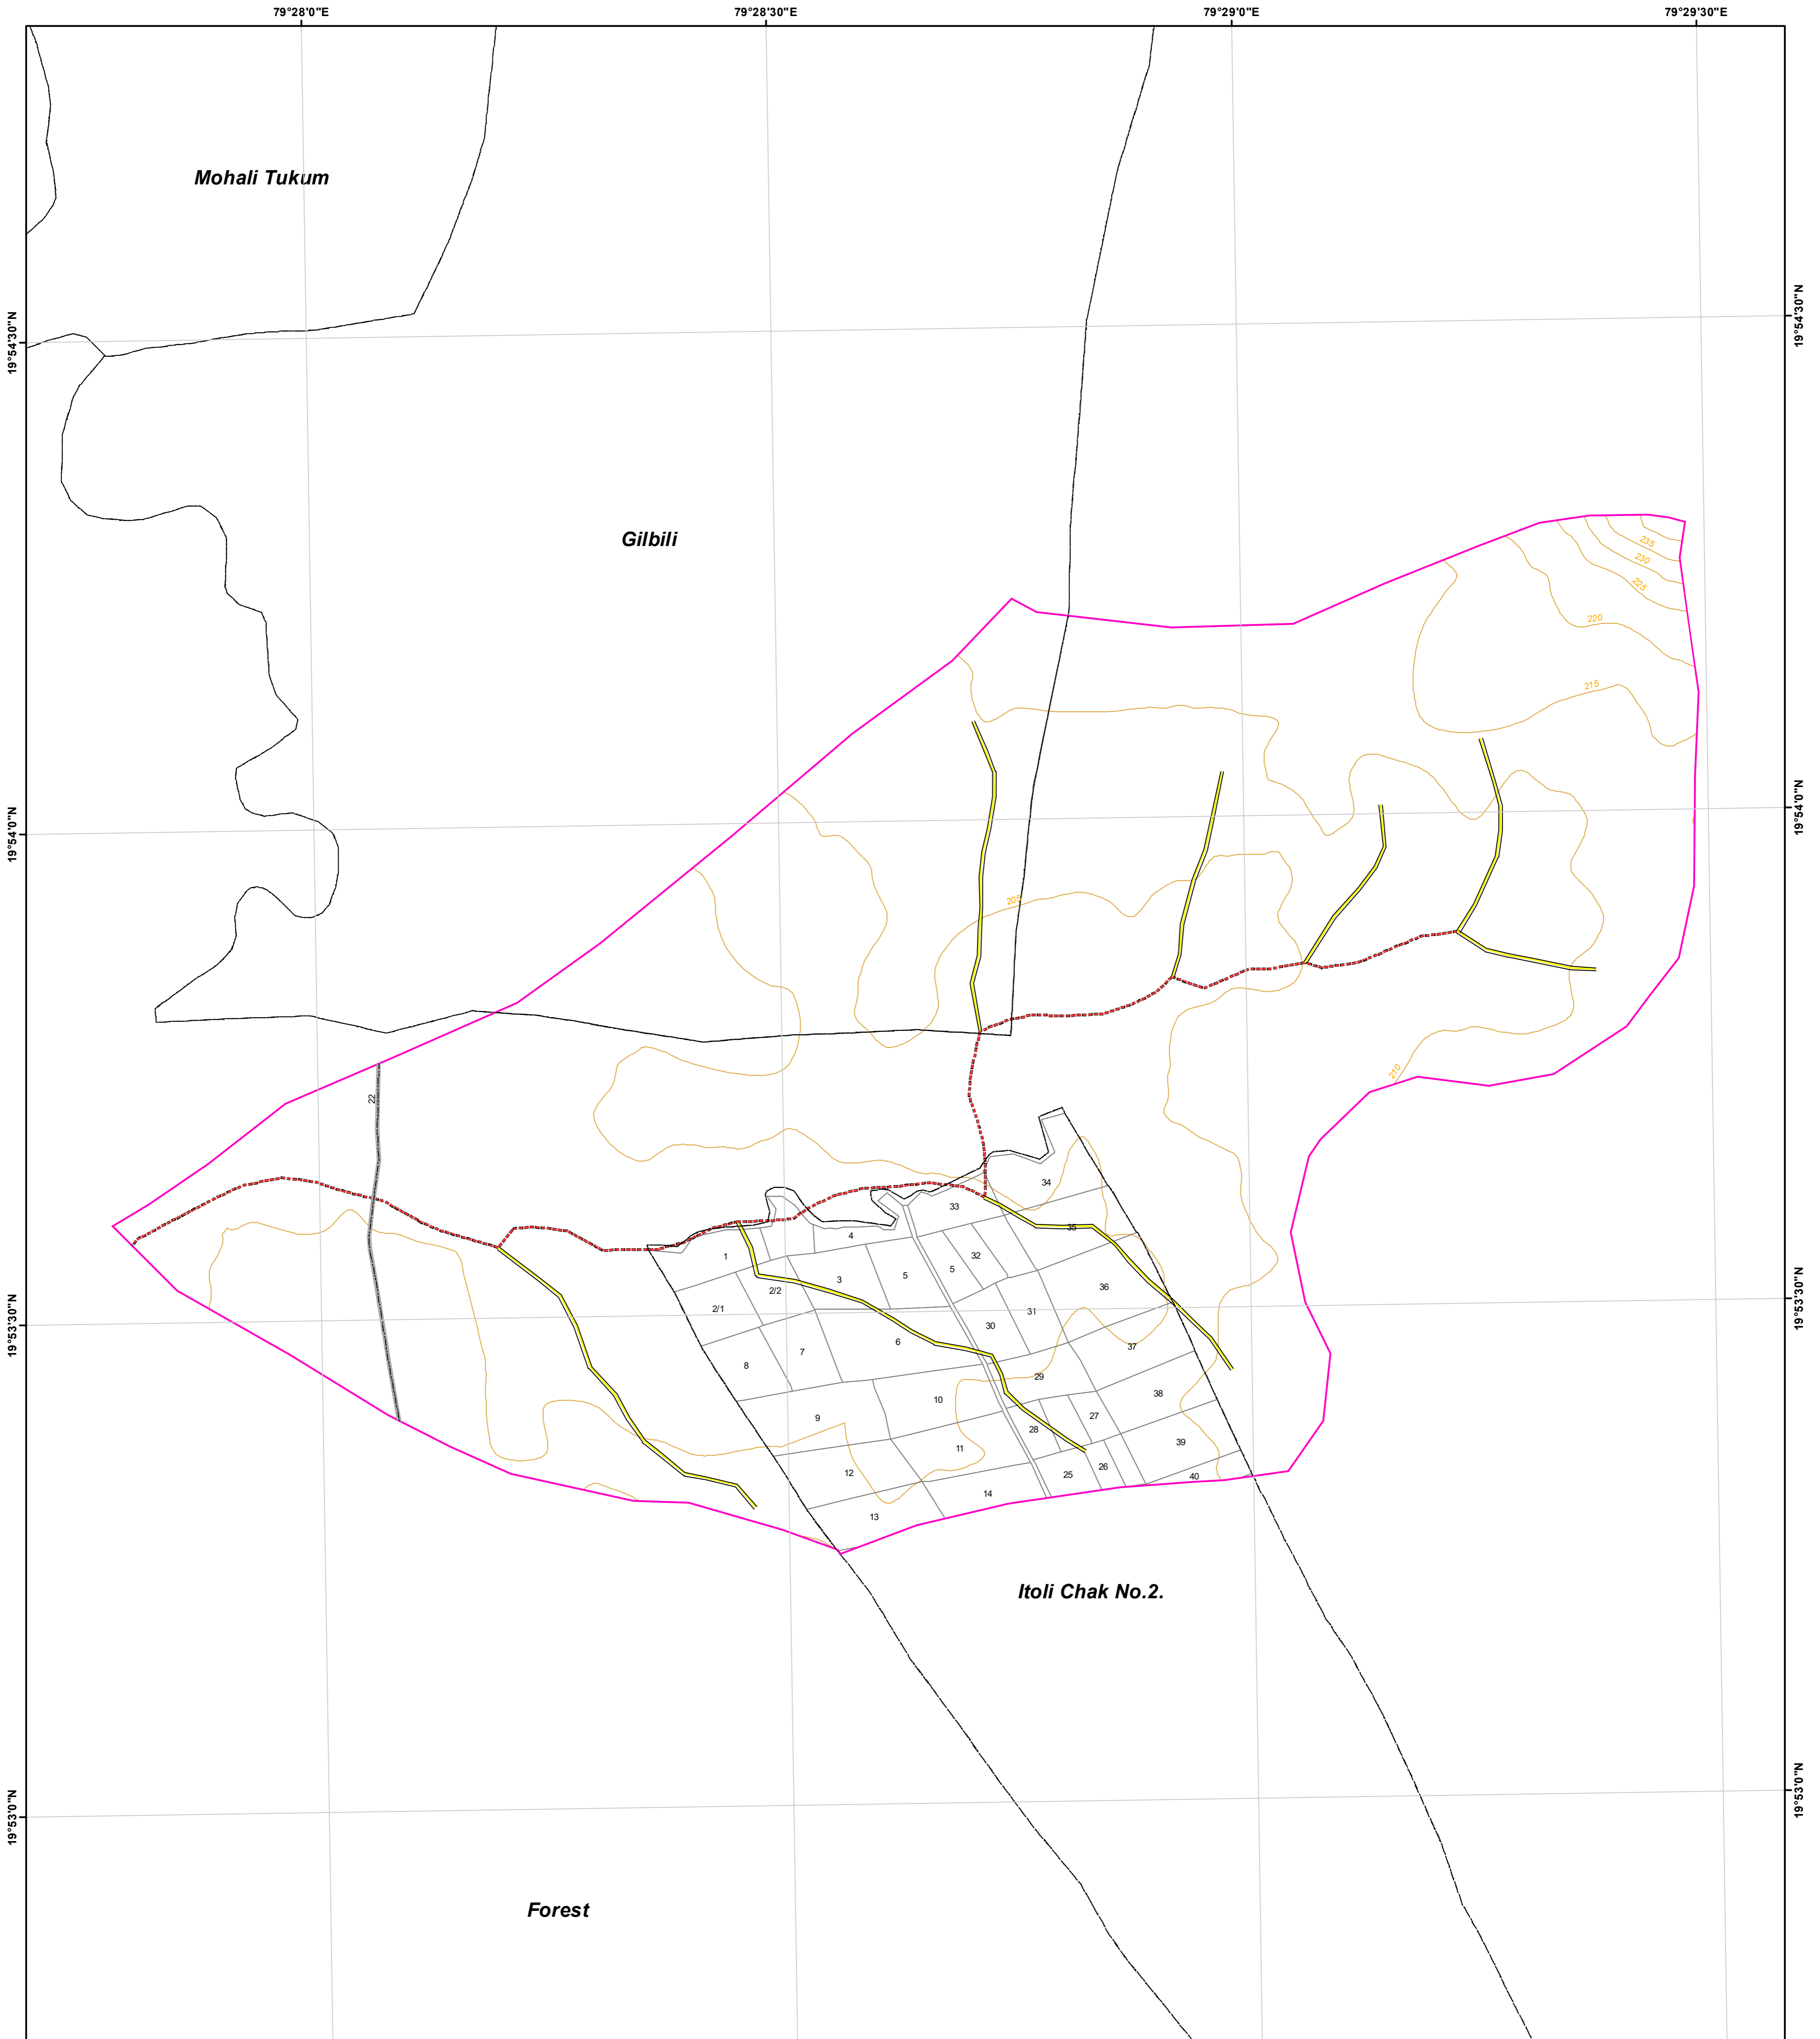 79°28'0"E
79°28'30"E
79°29'0"E
79°29'30"E
Mohali Tukum
19°54'30"N
19°54'30"N
Gilbili
235
230
225
220
215
19°54'0"N
19°54'0"N
205
210
22
34
33
35
4
1
32
3
5
5
2/2
2/1
36
31
30
6
7
8
37
29
38
10
9
27
28
39
11
12
25
26
40
14
13
19°53'30"N
19°53'30"N
Itoli Chak No.2.
19°53'0"N
19°53'0"N
Forest